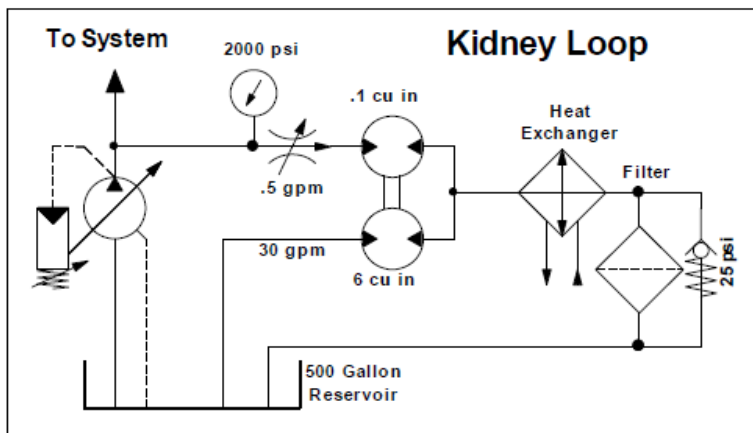 To System
Kidney Loop
2000 psi
.1 cu in
Heat
Exchanger
Filter
.5 gpm
30 gpm
6 cu in
25 psi
500 Gallon
Reservoir